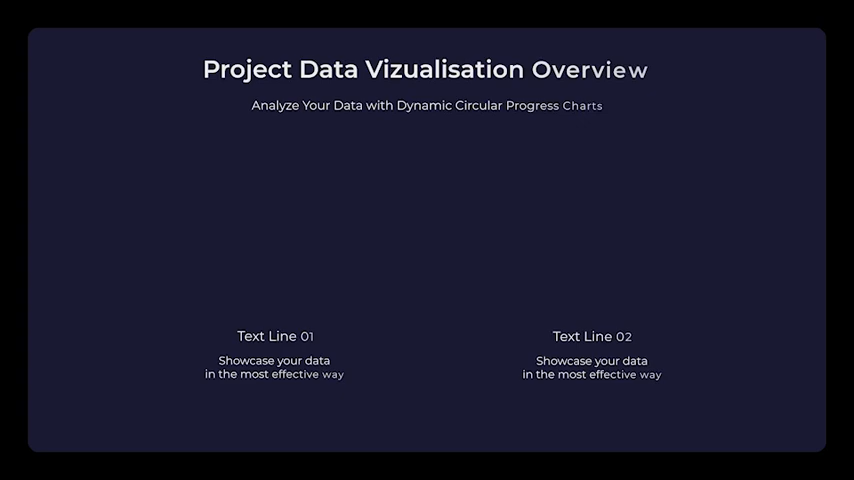 Project Data Vizualisation Overview
Analyze Your Data with Dynamic Circular Progress Charts
Text Line 01
Showcase your data
in the most effective way
Text Line 02
Showcase your data
in the most effective way